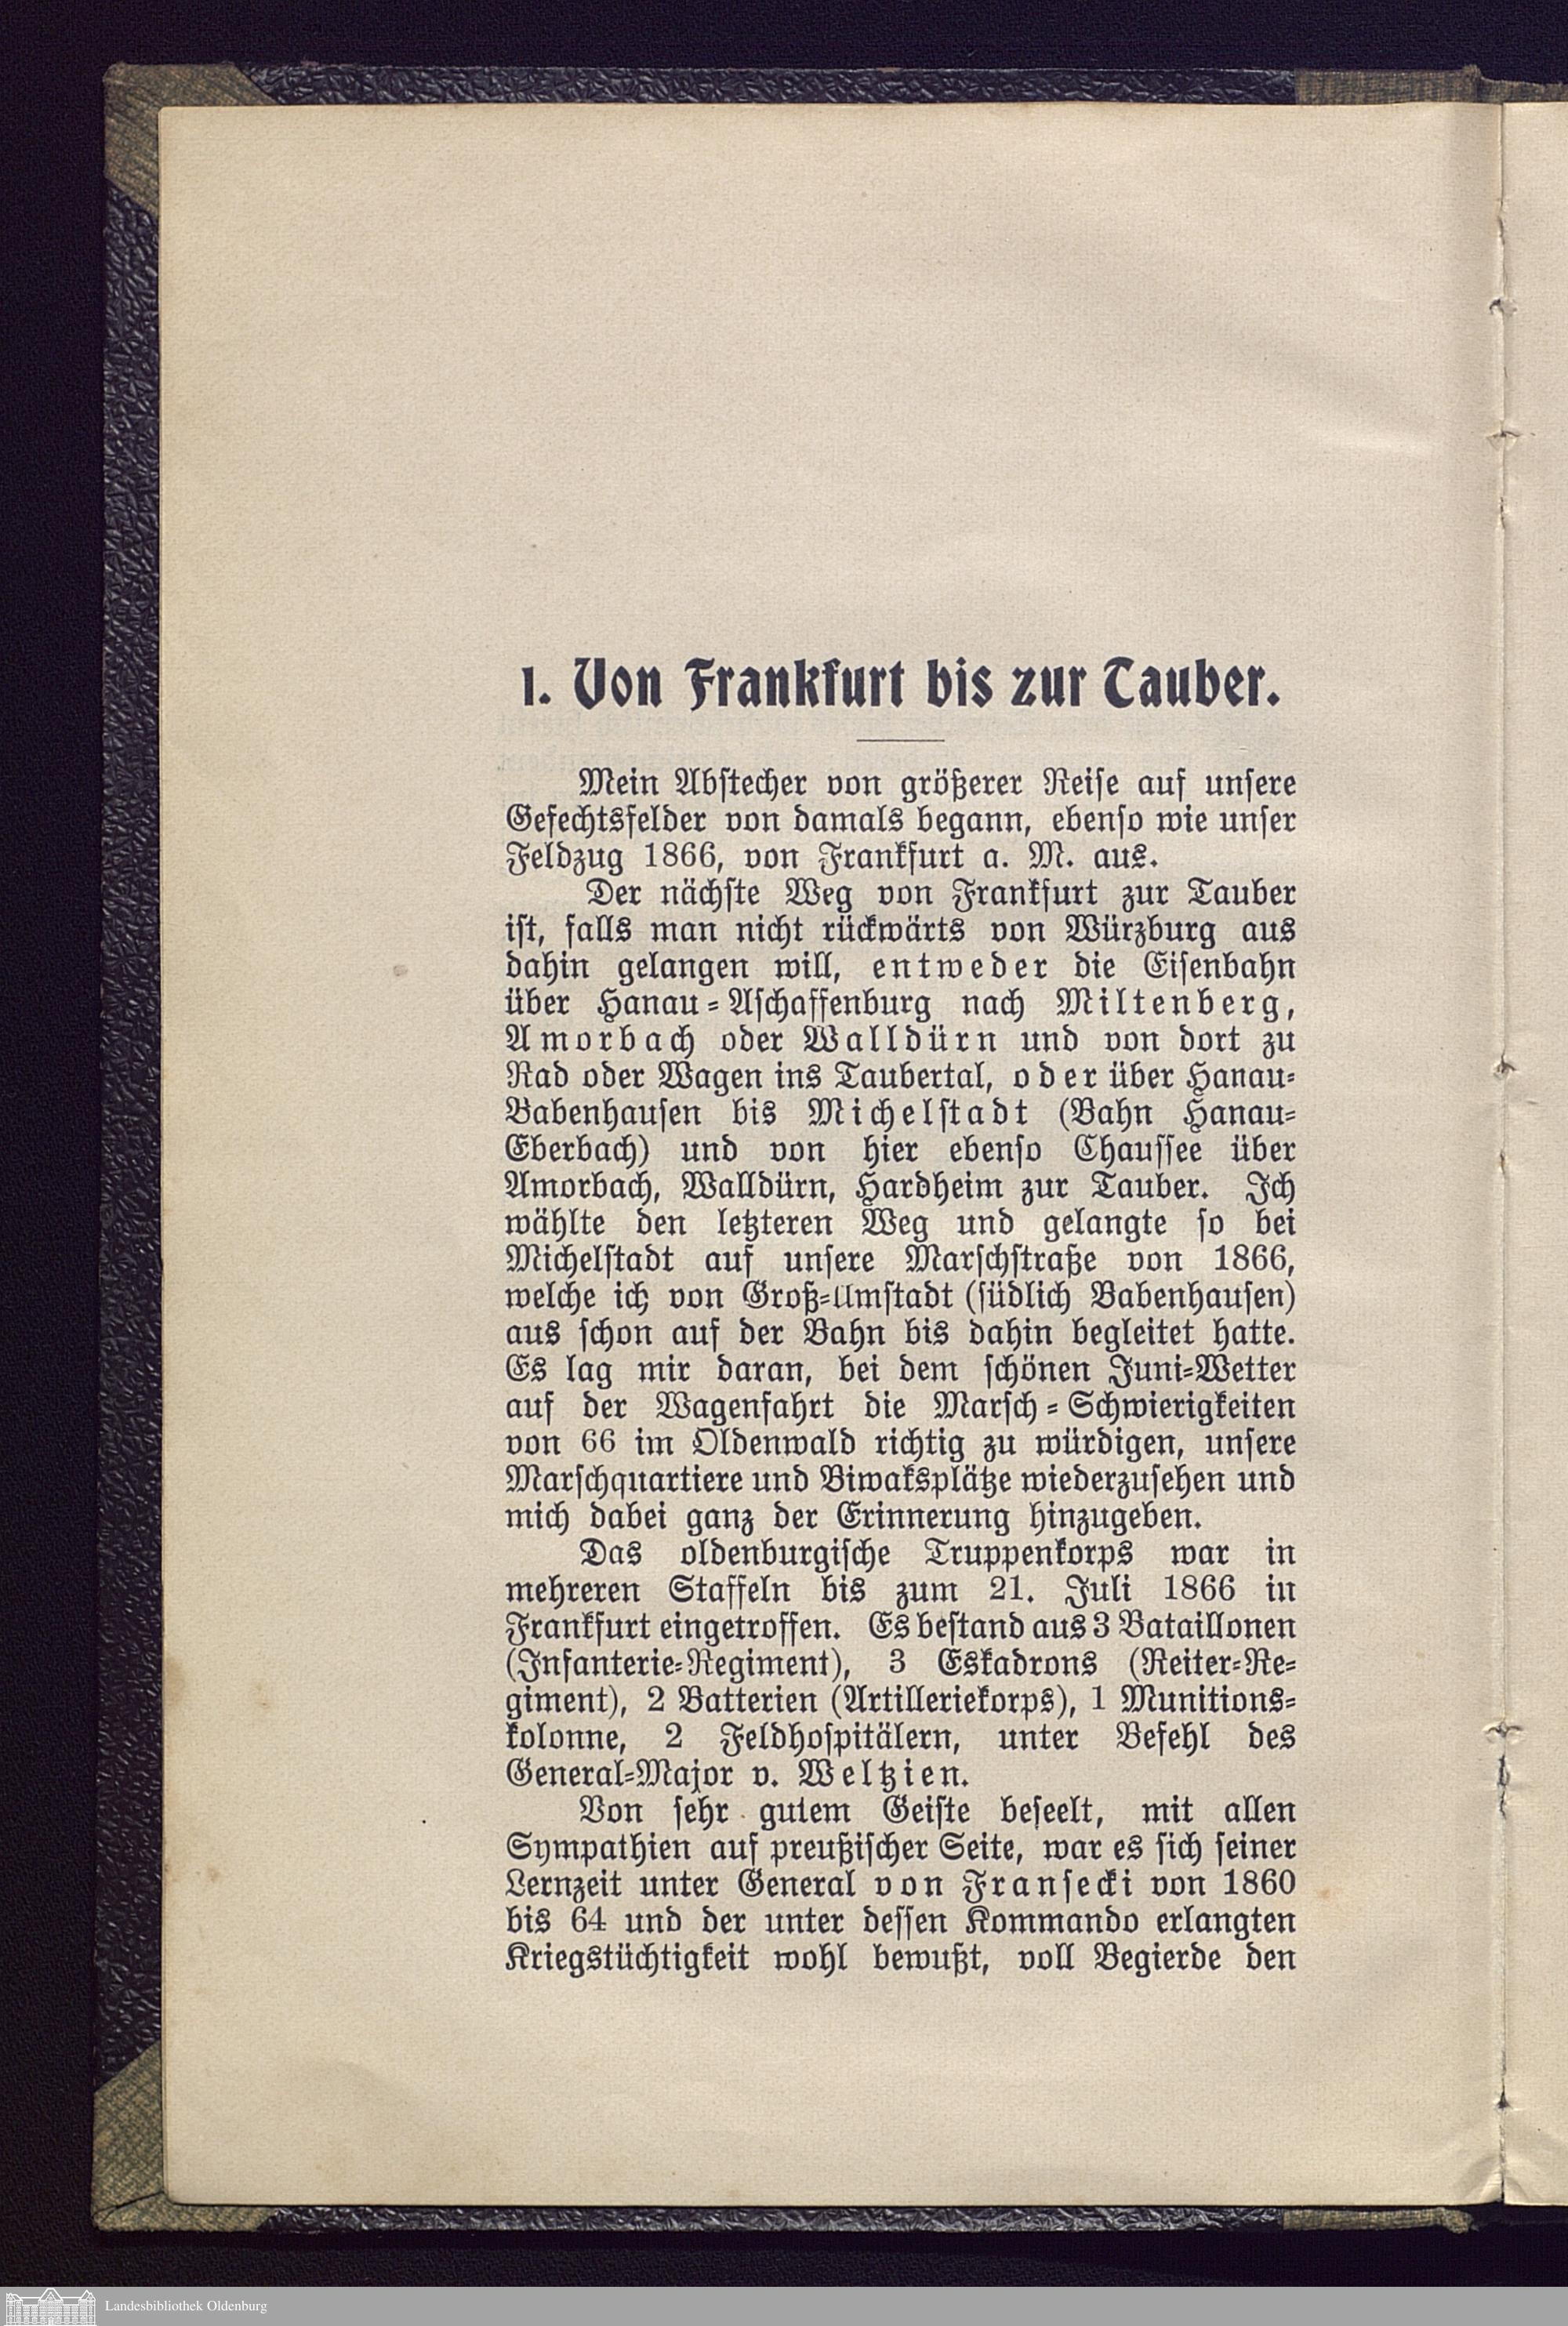 1. Von Frankfurt bis zur Tauber.
Mein Abstecher von größerer Reise auf unsere
Gefechtsfelder von damals begann, ebenso wie unser
Feldzug 1866, von Frankfurt a. M. aus.
Der nächste Weg von Frankfurt zur Tauber
ist, falls man nicht rückwärts von Würzburg aus
dahin gelangen will, entweder die Eisenbahn
über Hanau-Aschaffenburg nach Miltenberg,
Amorbach oder Walldürn und von dort zu
Rad oder Wagen ins Taubertal, oder über Hanau-
Babenhausen bis Michelstadt (Bahn Hanau-
Eberbach) und von hier ebenso Chaussee über
Amorbach, Walldürn, Hardheim zur Tauber. Ich
wählte den letzteren Weg und gelangte so bei
Michelstadt auf unsere Marschstraße von 1866,
welche ich von Groß-Umstadt (südlich Babenhausen)
aus schon auf der Bahn bis dahin begleitet hatte.
Es lag mir daran, bei dem schönen Juni-Wetter
auf der Wagenfahrt die Marsch-Schwierigkeiten
von 66 im Oldenwald richtig zu würdigen, unsere
Marschquartiere und Biwaksplätze wiederzusehen und
mich dabei ganz der Erinnerung hinzugeben.
Das oldenburgische Truppenkorps war in
mehreren Staffeln bis zum 21. Juli 1866 in
Frankfurt eingetroffen. Es bestand aus 3 Bataillonen
(Infanterie-Regiment), 3 Eskadrons (Reiter-Re-
giment), 2 Batterien (Artilleriekorps), 1 Munitions-
kolonne, 2 Feldhospitälern, unter Befehl des
General-Major v. Weltzien.
Von sehr gutem Geiste beseelt, mit allen
Sympathien auf preußischer Seite, war es sich seiner
Lernzeit unter General von Fransecki von 1860
bis 64 und der unter dessen Kommando erlangten
Kriegstüchtigkeit wohl bewußt, voll Begierde den
Landesbibliothek Oldenburg